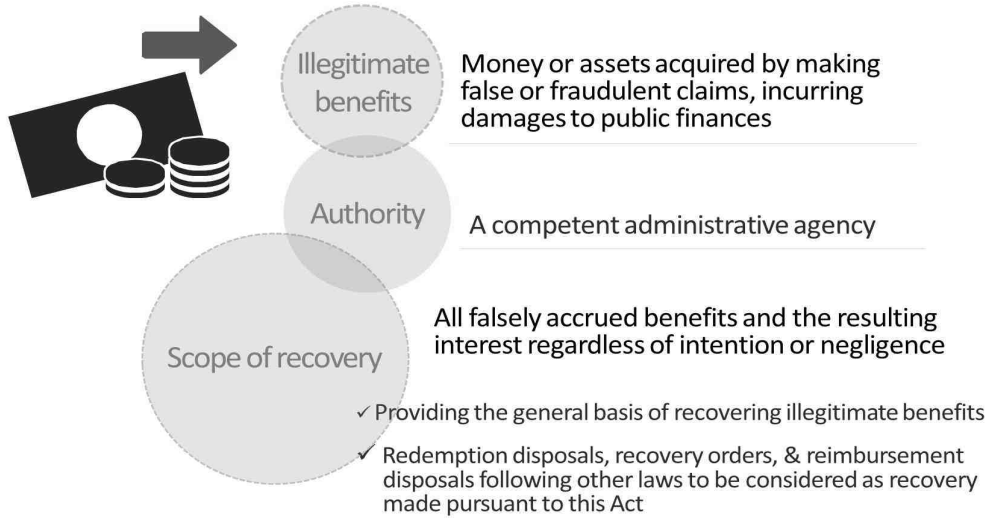 Illegitimate
benefits
Money or assets acquired by making
false or fraudulent claims, incurring
damages to public finances
Authority
A competent administrative agency
Scope of recovery
All falsely accrued benefits and the resulting
interest regardless of intention or negligence
✓ Providing the general basis of recovering illegitimate benefits
✓ Redemption disposals, recovery orders, & reimbursement
disposals following other laws to be considered as recovery
made pursuant to this Act